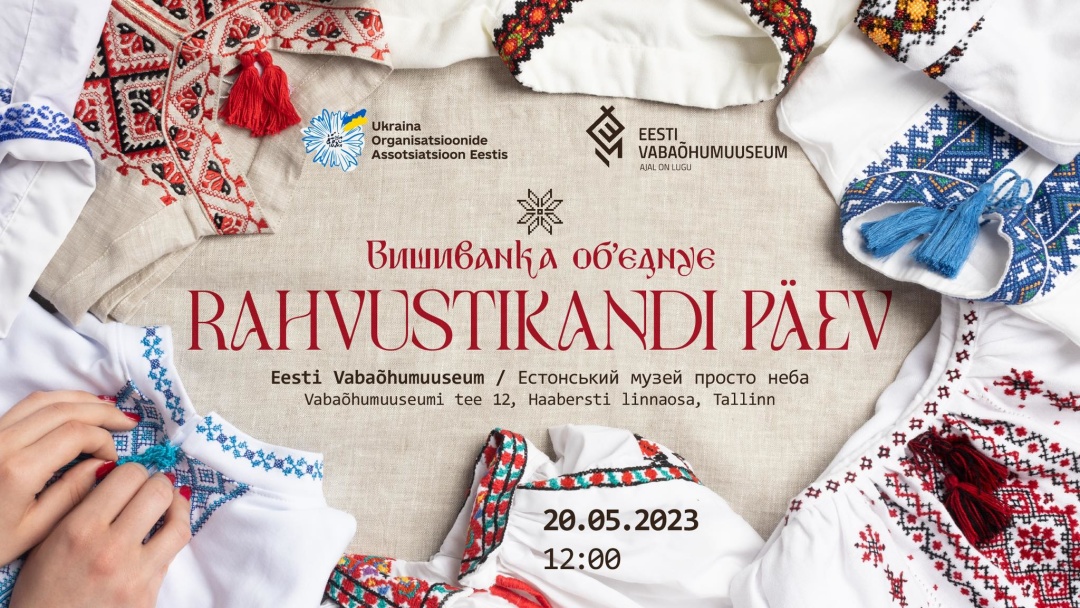 Ukraina
Organisatsioonide
Assotsiatsioon Eestis
EESTI
VABAÕHUMUUSEUM
AJAL ON LUGU
Вишиванка об'єднує
RAHVUSTIKANDI PÄEV
Eesti Vabaõhumuuseum / Естонський музей просто неба
Vabaõhumuuseumi tee 12, Haabersti linnaosa, Tallinn
20.05.2023
12:00